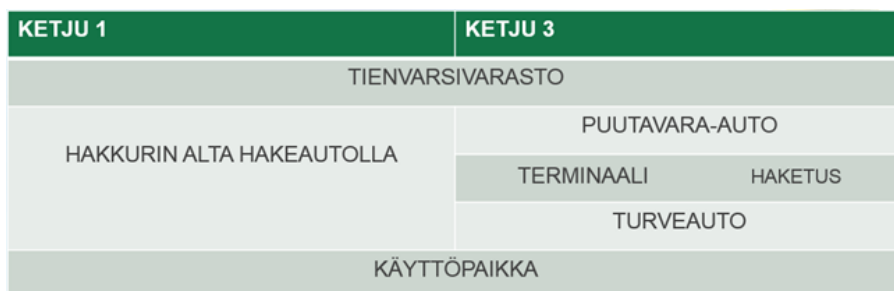 KETJU 1 KETJU 3
TIENVARSIVARASTO
HAKKURIN ALTA HAKEAUTOLLA
PUUTAVARA-AUTO
TERMINAALI HAKETUS
TURVEAUTO
KÄYTTÖPAIKKA